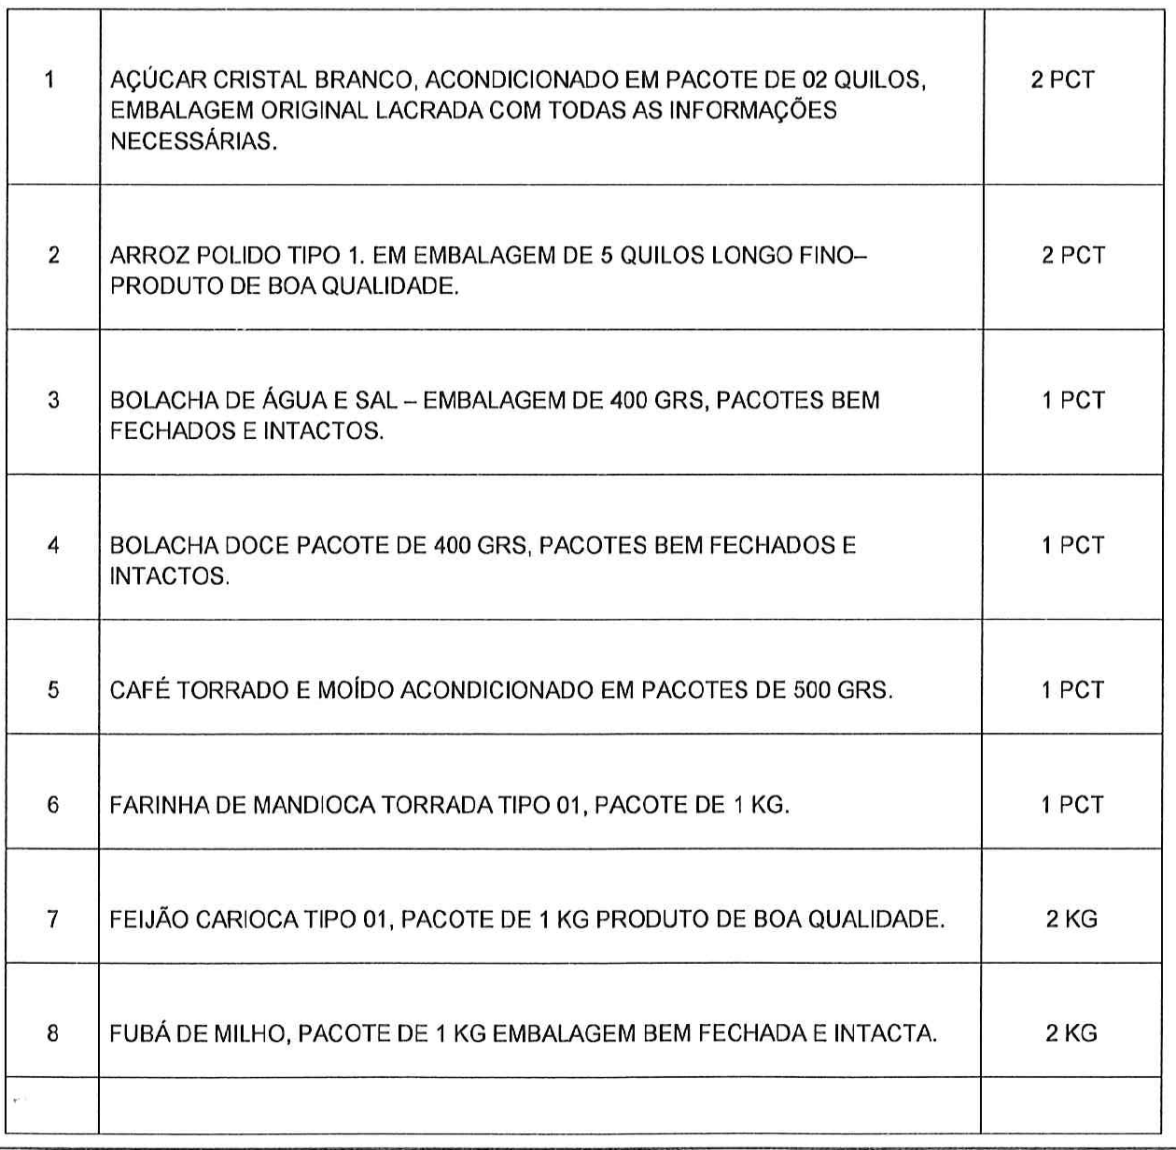 1
AÇÚCAR CRISTAL BRANCO, ACONDICIONADO EM PACOTE DE 02 QUILOS,
EMBALAGEM ORIGINAL LACRADA COM TODAS AS INFORMAÇÕES
NECESSÁRIAS.
2 PCT
2
ARROZ POLIDO TIPO 1. EM EMBALAGEM DE 5 QUILOS LONGO FINO–
PRODUTO DE BOA QUALIDADE.
2 PCT
3
BOLACHA DE ÁGUA E SAL – EMBALAGEM DE 400 GRS, PACOTES BEM
FECHADOS E INTACTOS.
1 PCT
4
BOLACHA DOCE PACOTE DE 400 GRS, PACOTES BEM FECHADOS E
INTACTOS.
1 PCT
5
CAFÉ TORRADO E MOÍDO ACONDICIONADO EM PACOTES DE 500 GRS.
1 PCT
6
FARINHA DE MANDIOCA TORRADA TIPO 01, PACOTE DE 1 KG.
1 PCT
7
FEIJÃO CARIOCA TIPO 01, PACOTE DE 1 KG PRODUTO DE BOA QUALIDADE.
2 KG
8
FUBÁ DE MILHO, PACOTE DE 1 KG EMBALAGEM BEM FECHADA E INTACTA.
2 KG